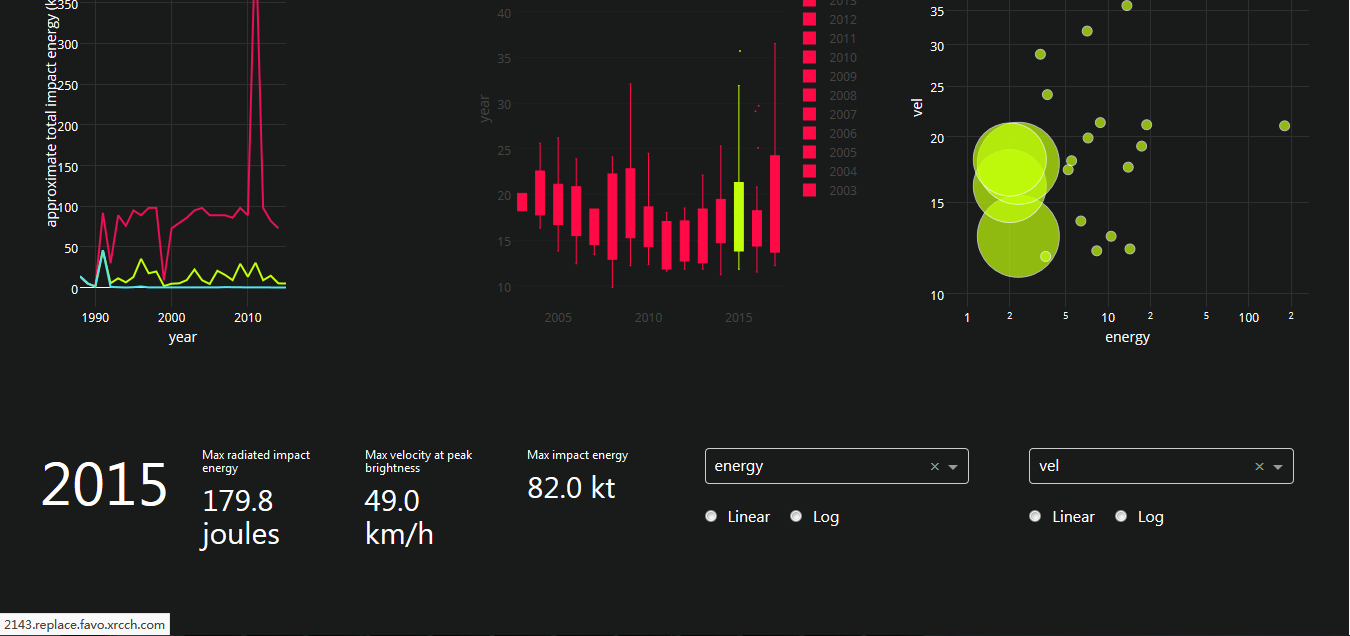 350
300
250
200
150
100
50
0
approximate total impact energy (k
1990
2000
2010
year
40
35
30
25
20
15
10
year
2005
2010
2015
2013
2012
2011
2010
2009
2008
2007
2006
2005
2004
2003
35
30
25
20
15
10
vel
1
2
5
10
2
5
100
2
energy
2015
Max radiated impact
energy
179.8
joules
Max velocity at peak
brightness
49.0
km/h
Max impact energy
82.0 kt
energy
Linear
Log
vel
Linear
Log
2143.replace.favo.xrcch.com